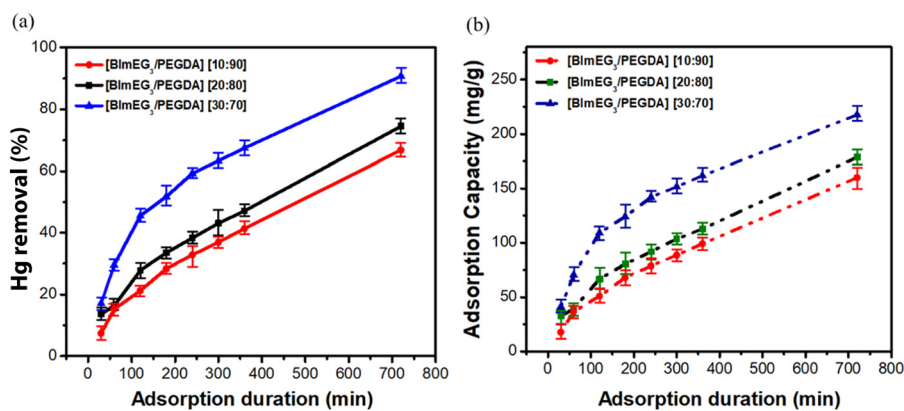 (a)
[BImEG3/PEGDA] [10:90]
[BImEG3/PEGDA] [20:80]
[BImEG3/PEGDA] [30:70]
Hg removal (%)
100
80
60
40
20
0
0 100 200 300 400 500 600 700 800
Adsorption duration (min)
(b)
[BImEG3/PEGDA] [10:90]
[BImEG3/PEGDA] [20:80]
[BImEG3/PEGDA] [30:70]
Adsorption Capacity (mg/g)
250
200
150
100
50
0
0 100 200 300 400 500 600 700 800
Adsorption duration (min)